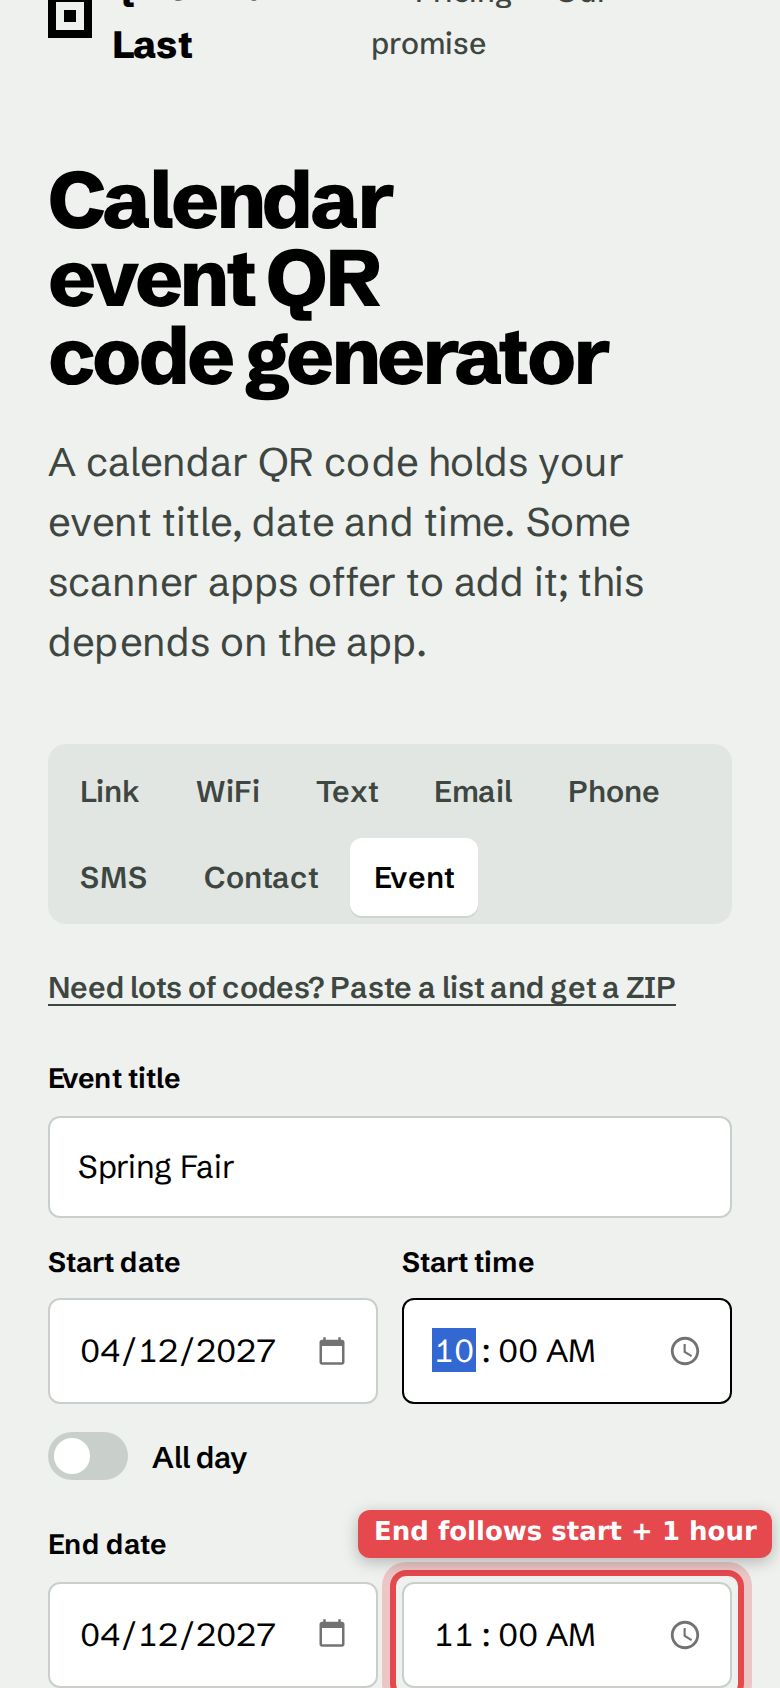 Last
Pricing Our
promise
Calendar
event QR
code generator
A calendar QR code holds your
event title, date and time. Some
scanner apps offer to add it; this
depends on the app.
Link WiFi Text Email Phone
SMS Contact Event
Need lots of codes? Paste a list and get a ZIP
Event title
Spring Fair
Start date Start time
04/12/2027 10:00 AM
All day
End follows start + 1 hour
End date
04/12/2027 11:00 AM